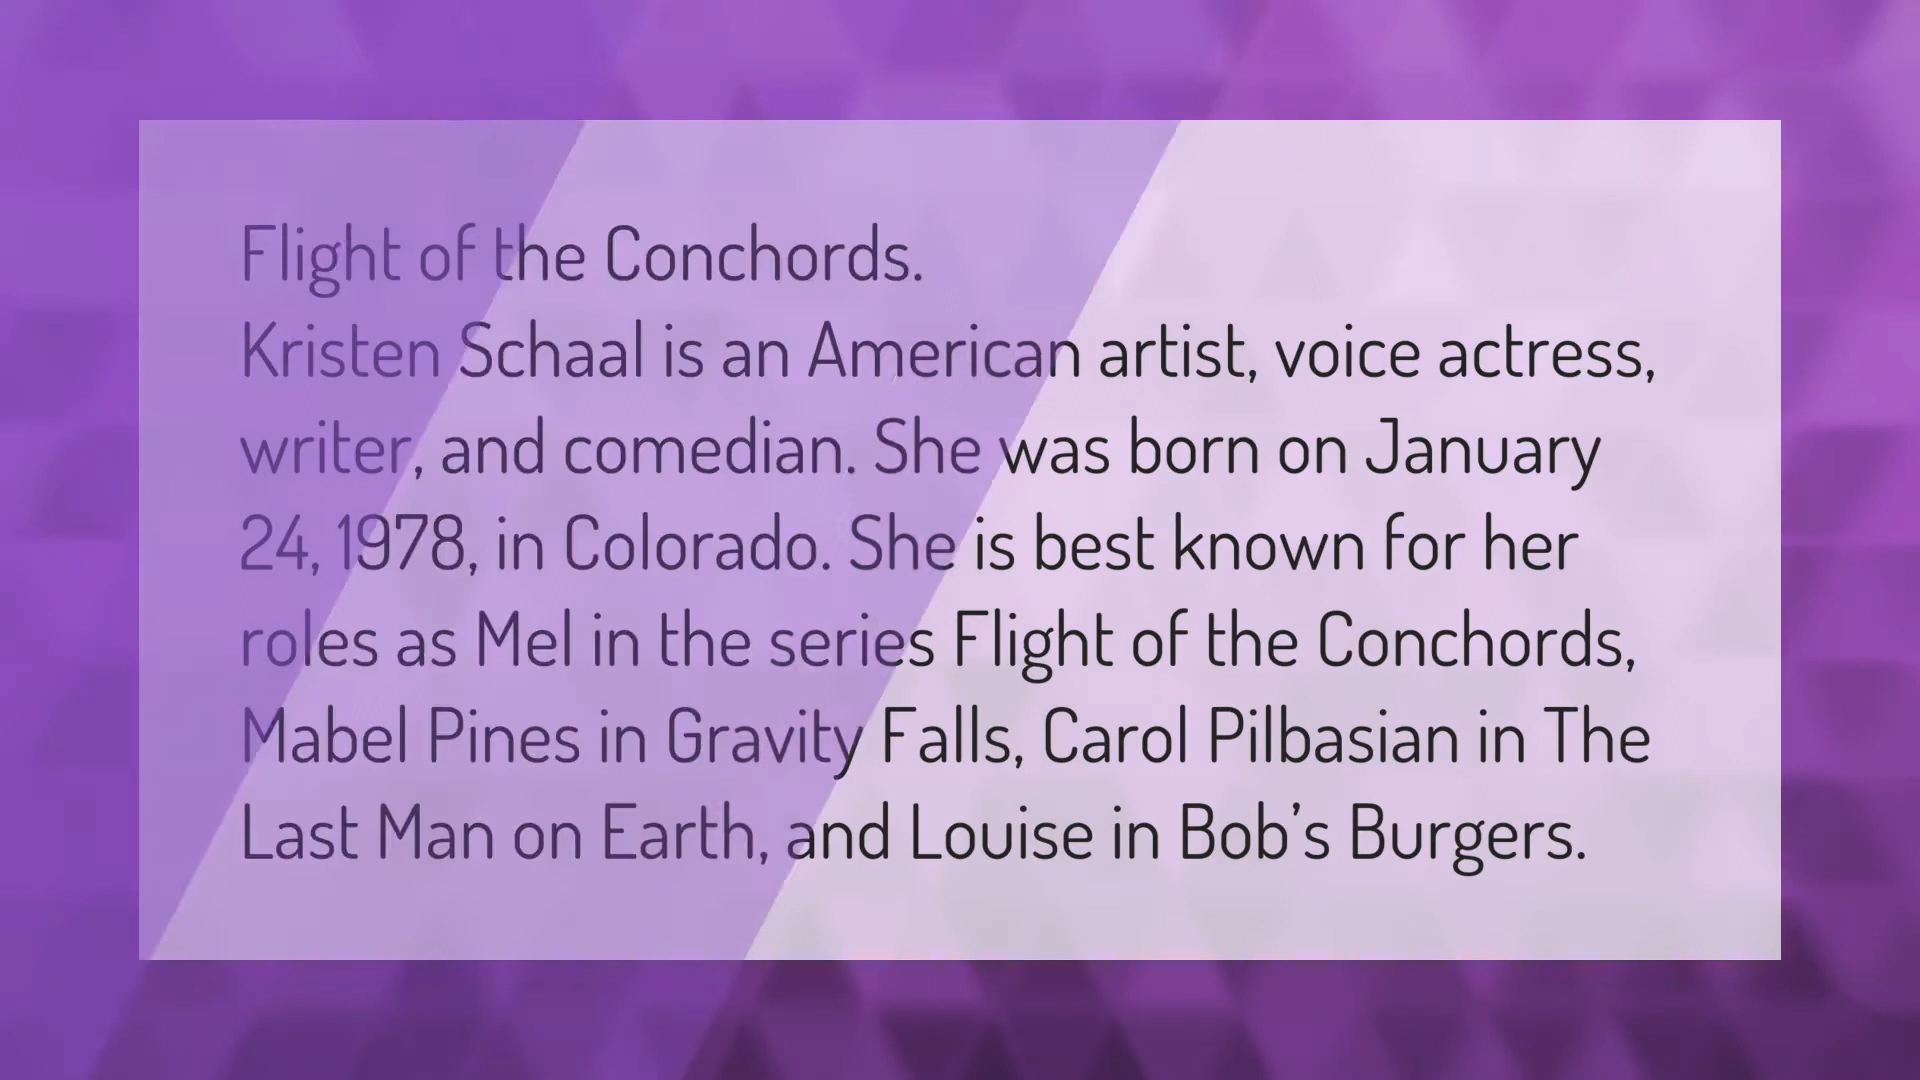 Flight of the Conchords.
Kristen Schaal is an American artist, voice actress,
writer, and comedian. She was born on January
24, 1978, in Colorado. She is best known for her
roles as Mel in the series Flight of the Conchords,
Mabel Pines in Gravity Falls, Carol Pilbasian in The
Last Man on Earth, and Louise in Bob’s Burgers.